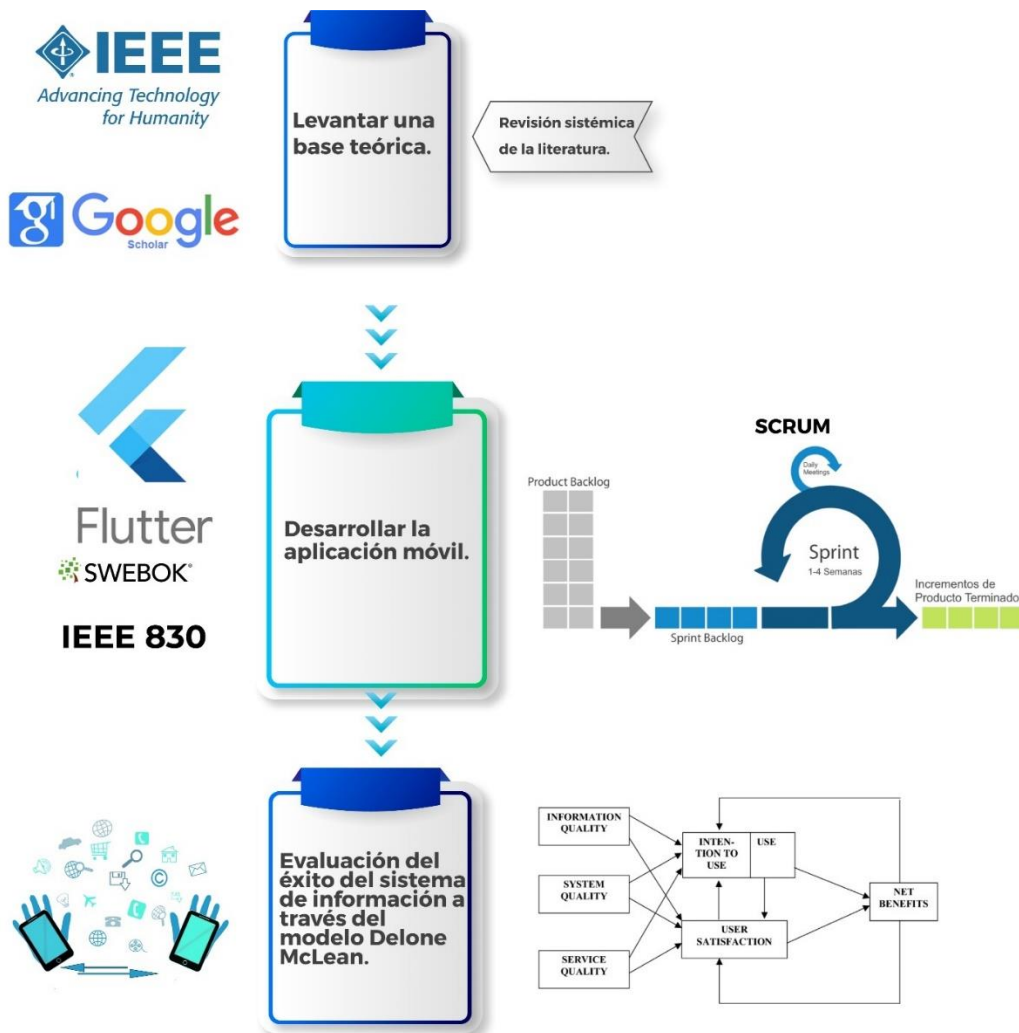 IEEE
Advancing Technology
for Humanity
Levantar una
base teórica.
Revisión sistémica
de la literatura.
g
Google
Scholar
Flutter
SWEBOK®
IEEE 830
Desarrollar la
aplicación móvil.
SCRUM
Daily
Meetings
Product Backlog
Sprint
1-4 Semanas
Incrementos de
Producto Terminado
Sprint Backlog
Evaluación del
éxito del sistema
de información a
través del
modelo Delone
McLean.
INFORMATION
QUALITY
INTEN-
TION TO
USE
USE
SYSTEM
QUALITY
NET
BENEFITS
USER
SATISFACTION
SERVICE
QUALITY